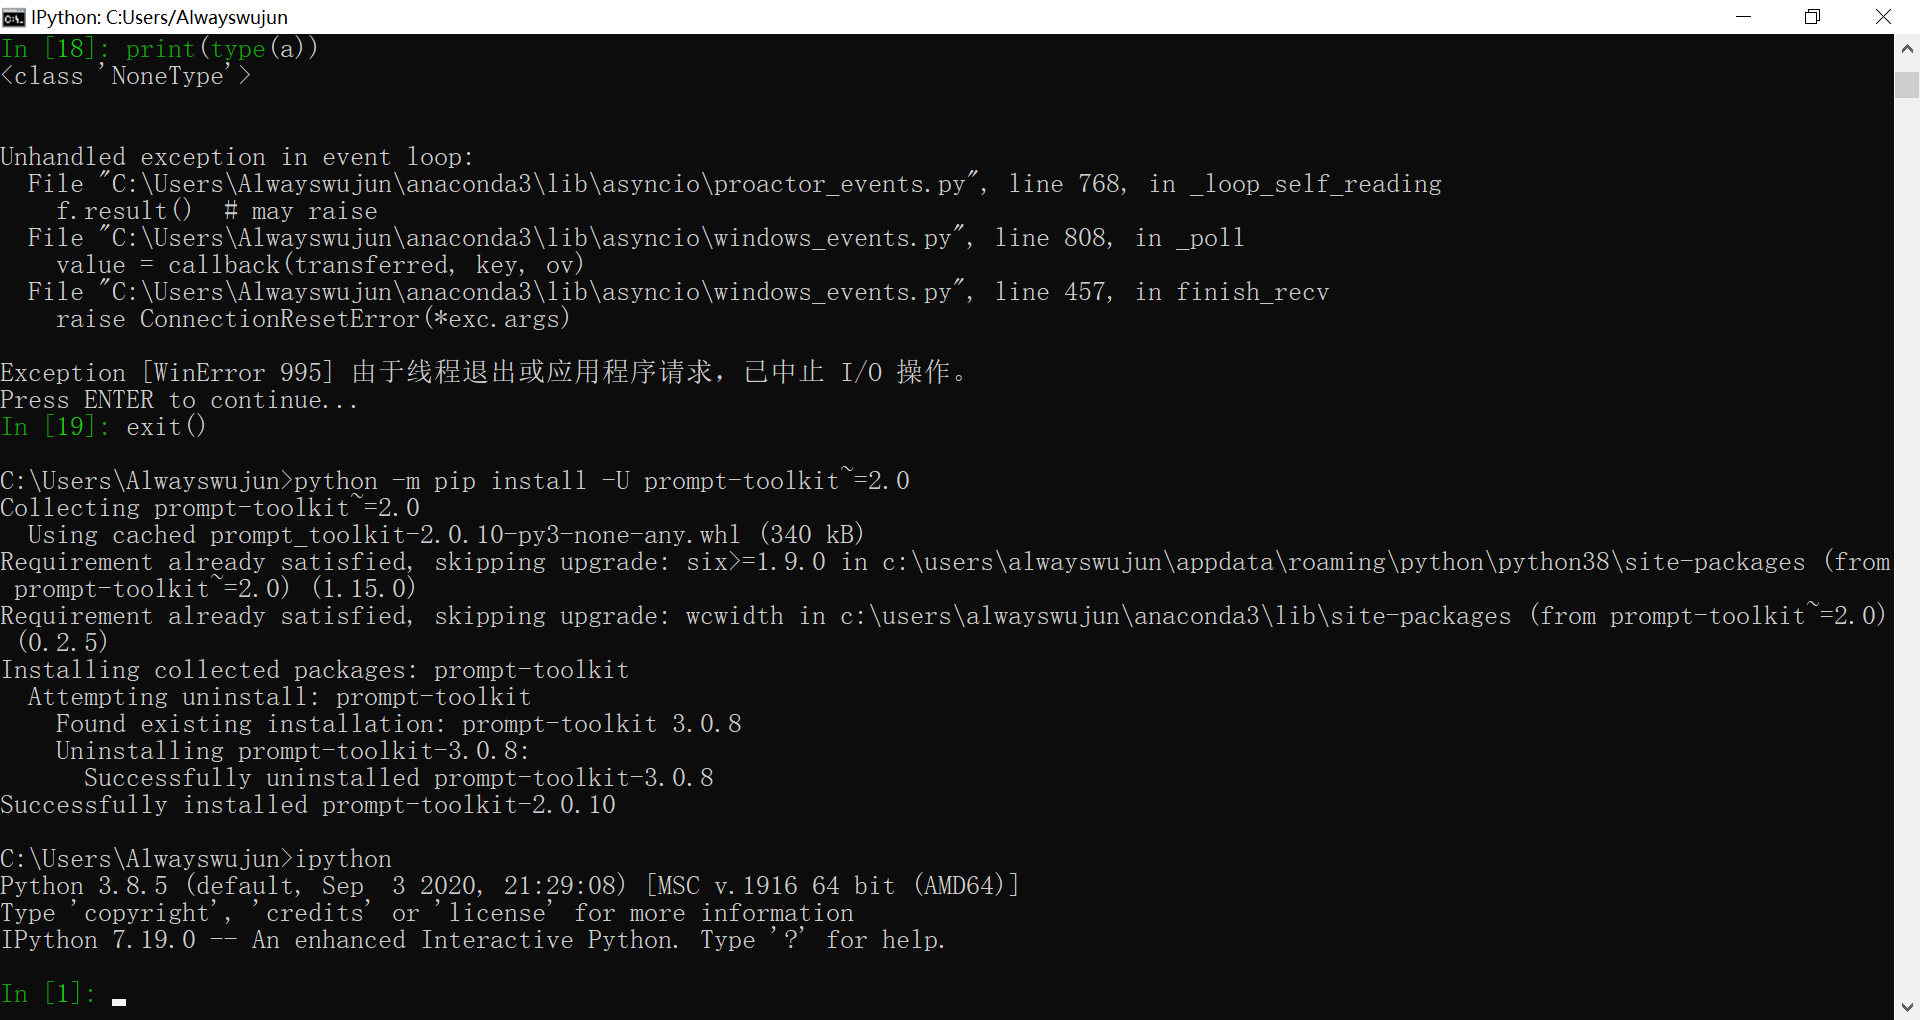 IPython: C:Users/Alwayswujun
In [18]: print(type(a))
<class 'NoneType'>
Unhandled exception in event loop:
  File "C:\Users\Alwayswujun\anaconda3\lib\asyncio\proactor_events.py", line 768, in _loop_self_reading
    f.result()  # may raise
  File "C:\Users\Alwayswujun\anaconda3\lib\asyncio\windows_events.py", line 808, in _poll
    value = callback(transferred, key, ov)
  File "C:\Users\Alwayswujun\anaconda3\lib\asyncio\windows_events.py", line 457, in finish_recv
    raise ConnectionResetError(*exc.args)
Exception [WinError 995] 由于线程退出或应用程序请求，已中止 I/O 操作。
Press ENTER to continue...
In [19]: exit()
C:\Users\Alwayswujun>python -m pip install -U prompt-toolkit~=2.0
Collecting prompt-toolkit~=2.0
  Using cached prompt_toolkit-2.0.10-py3-none-any.whl (340 kB)
Requirement already satisfied, skipping upgrade: six>=1.9.0 in c:\users\alwayswujun\appdata\roaming\python\python38\site-packages (from
 prompt-toolkit~=2.0) (1.15.0)
Requirement already satisfied, skipping upgrade: wcwidth in c:\users\alwayswujun\anaconda3\lib\site-packages (from prompt-toolkit~=2.0)
 (0.2.5)
Installing collected packages: prompt-toolkit
  Attempting uninstall: prompt-toolkit
    Found existing installation: prompt-toolkit 3.0.8
    Uninstalling prompt-toolkit-3.0.8:
      Successfully uninstalled prompt-toolkit-3.0.8
Successfully installed prompt-toolkit-2.0.10
C:\Users\Alwayswujun>ipython
Python 3.8.5 (default, Sep  3 2020, 21:29:08) [MSC v.1916 64 bit (AMD64)]
Type 'copyright', 'credits' or 'license' for more information
IPython 7.19.0 -- An enhanced Interactive Python. Type '?' for help.
In [1]: